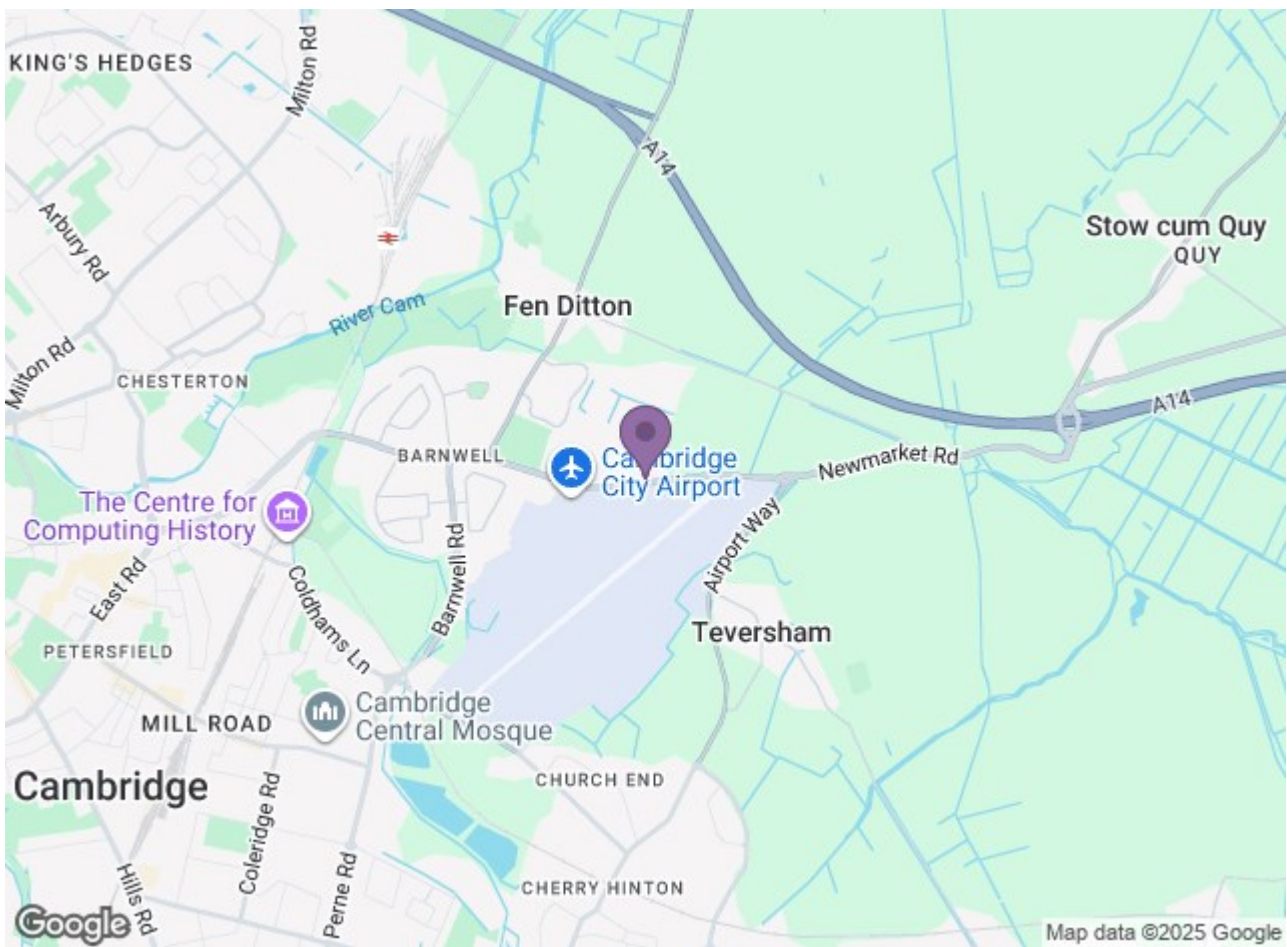 KING'S HEDGES
Milton Rd
A14
Arbury Rd
Stow cum Quy
QUY
River Cam
Fen Ditton
Milton Rd
CHESTERTON
A14
BARNWELL
Cambridge
City Airport
Newmarket Rd
The Centre for
Computing History
Airport Way
East Rd
Coldhams Ln
Barnwell Rd
Teversham
PETERSFIELD
MILL ROAD
Cambridge
Central Mosque
Cambridge
CHURCH END
Coleridge Rd
Hills Rd
Perne Rd
CHERRY HINTON
Google
Map data ©2025 Google